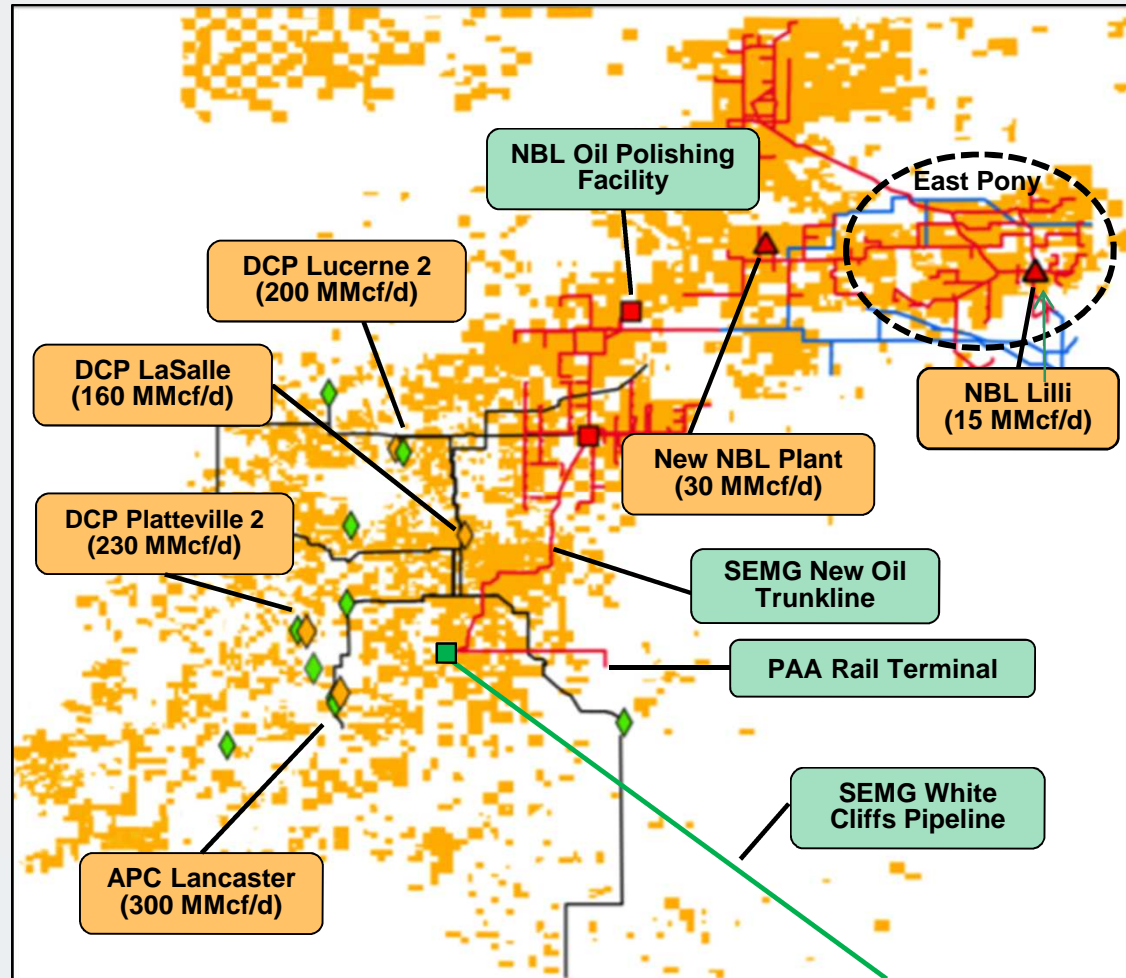 NBL Oil Polishing
Facility
East Pony
DCP Lucerne 2
(200 MMcf/d)
DCP LaSalle
(160 MMcf/d)
NBL Lilli
(15 MMcf/d)
New NBL Plant
(30 MMcf/d)
DCP Platteville 2
(230 MMcf/d)
SEMG New Oil
Trunkline
PAA Rail Terminal
SEMG White
Cliffs Pipeline
APC Lancaster
(300 MMcf/d)